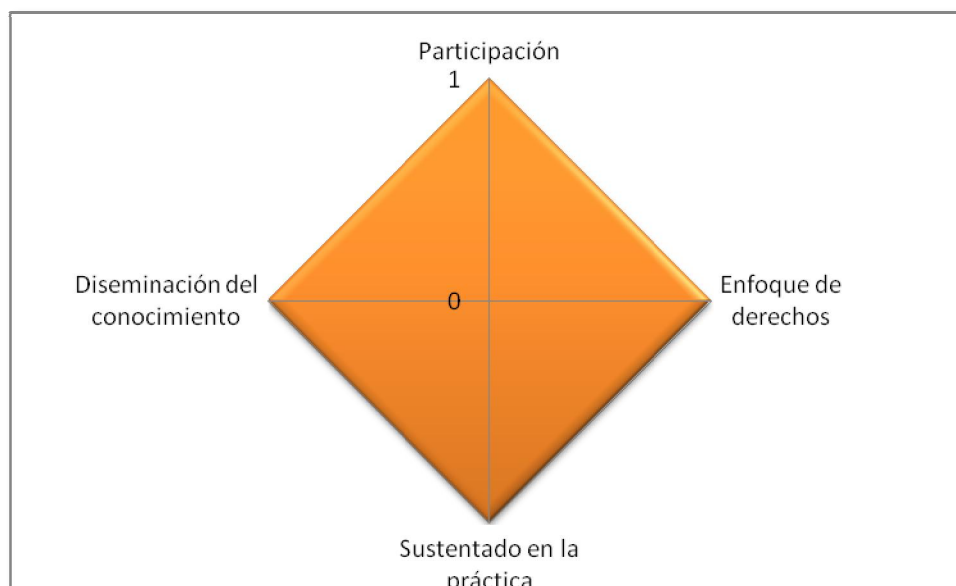 Participación
1
Diseminación del
conocimiento
0
Enfoque de
derechos
Sustentado en la
práctica